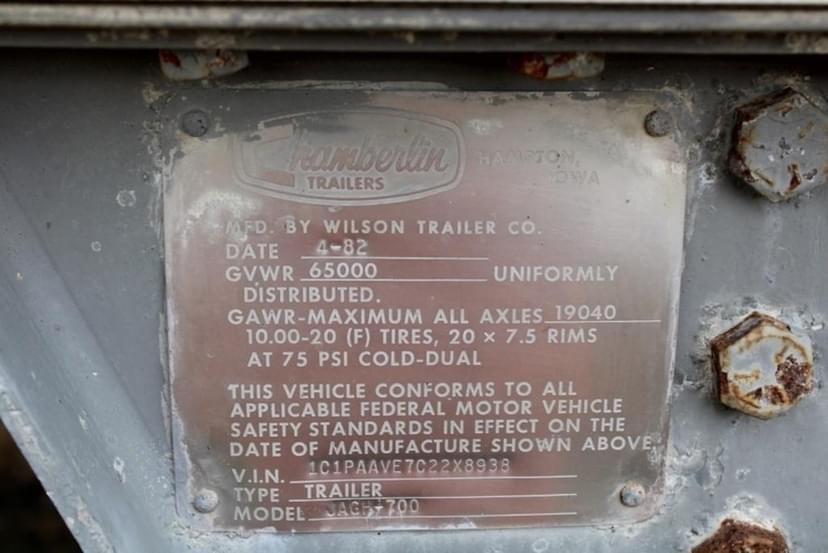 Chamberlin
TRAILERS
HAMPTON,
IOWA
MFD. BY WILSON TRAILER CO.
DATE 4-82
GVWR 65000 UNIFORMLY
DISTRIBUTED.
GAWR-MAXIMUM ALL AXLES 19040
10.00-20 (F) TIRES, 20 × 7.5 RIMS
AT 75 PSI COLD-DUAL
THIS VEHICLE CONFORMS TO ALL
APPLICABLE FEDERAL MOTOR VEHICLE
SAFETY STANDARDS IN EFFECT ON THE
DATE OF MANUFACTURE SHOWN ABOVE.
V.I.N. 1C1PAAVE7C22X8938
TYPE TRAILER
MODEL